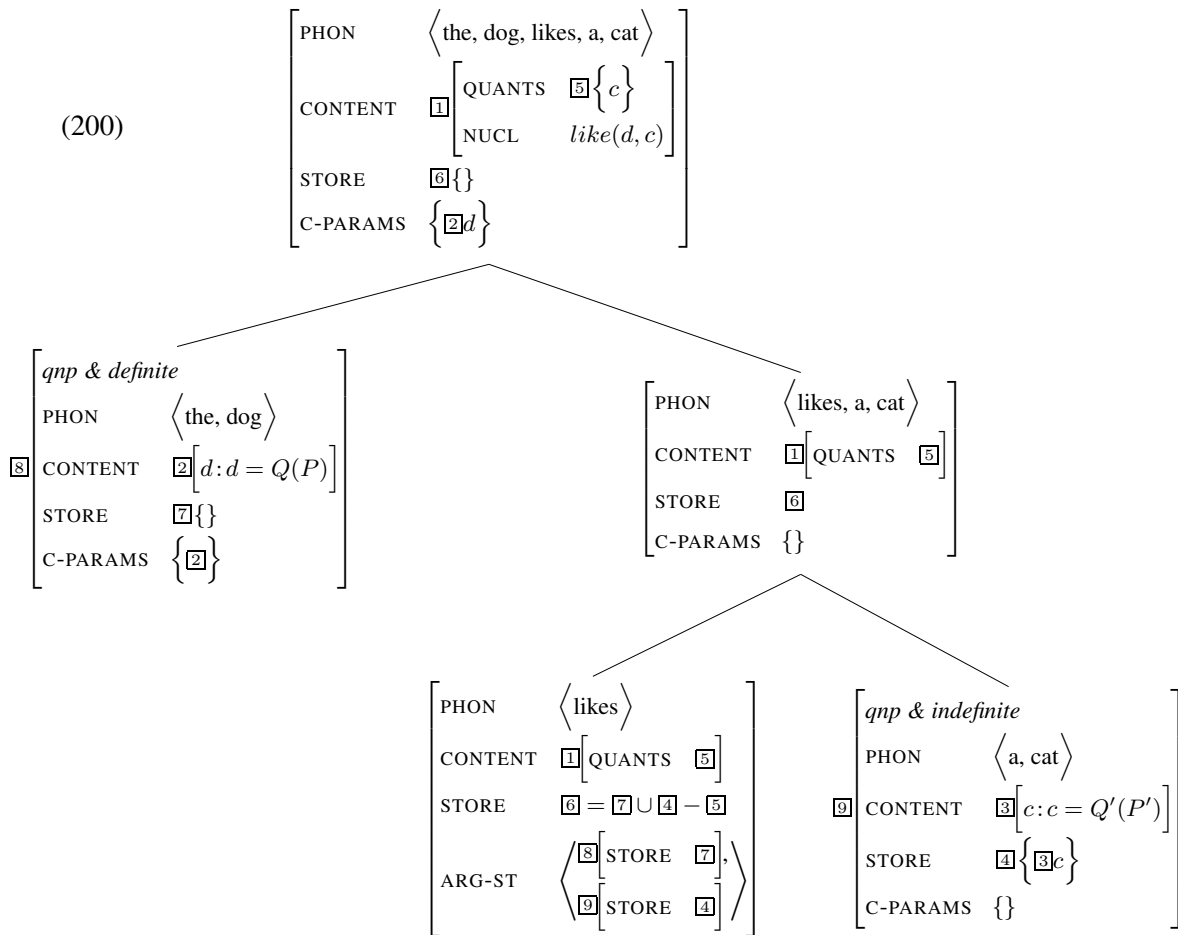 (200)
PHON ⟨the, dog, likes, a, cat⟩
CONTENT [1] [QUANTS [5]{c}
NUCL like(d, c)]
STORE [6]{}
C-PARAMS {[2]d}
qnp & definite
PHON ⟨the, dog⟩
[8] CONTENT [2][d:d = Q(P)]
STORE [7]{}
C-PARAMS {[2]}
PHON ⟨likes, a, cat⟩
CONTENT [1][QUANTS [5]]
STORE [6]
C-PARAMS {}
PHON ⟨likes⟩
CONTENT [1][QUANTS [5]]
STORE [6] = [7] ∪ [4] − [5]
ARG-ST ⟨[8][STORE [7]],
[9][STORE [4]]⟩
qnp & indefinite
PHON ⟨a, cat⟩
[9] CONTENT [3][c:c = Q′(P′)]
STORE [4]{[3]c}
C-PARAMS {}